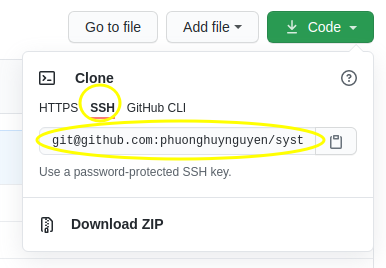 Go to file Add file Code
Clone
HTTPS SSH GitHub CLI
git@github.com:phuonghuynguyen/syst
Use a password-protected SSH key.
Download ZIP